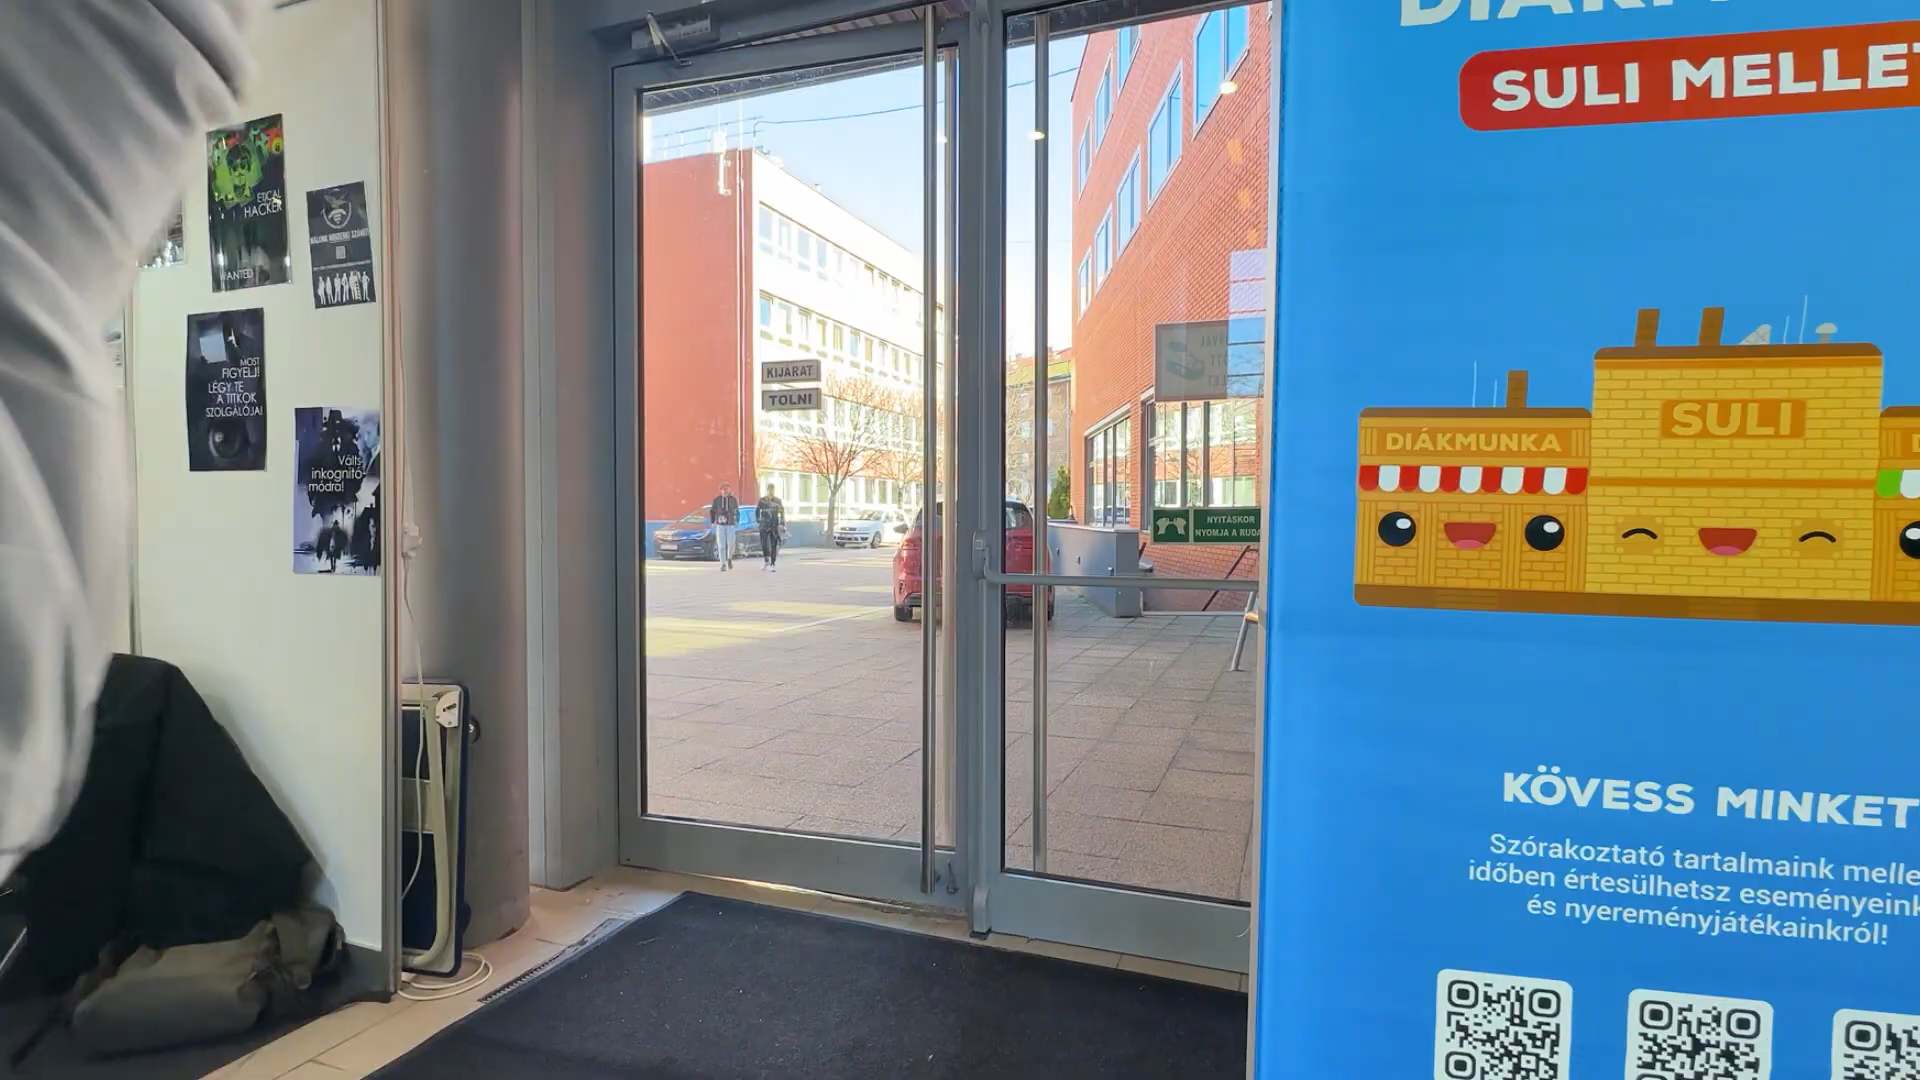 ETICAL
HACKER
WANTED
MOST
FIGYELJ!
LÉGY TE
A TITKOK
SZOLGÁLÓJA!
Válts
inkognitó
módra!
KIJÁRAT
TOLNI
NYITÁSKOR
NYOMJA A RUDA
SULI MELLET
DIÁKMUNKA
SULI
KÖVESS MINKET
Szórakoztató tartalmaink melle
időben értesülhetsz eseményeink
és nyereményjátékainkról!